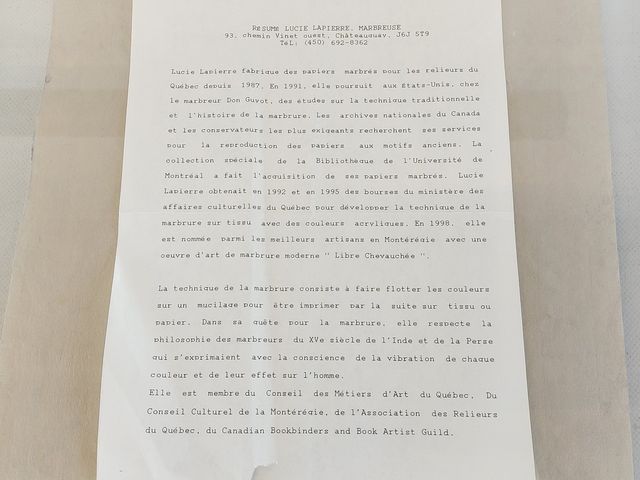 RéSUMé LUCIE LAPIERRE, MARBREUSE
93, chemin Vinet ouest, Châteauguay, J6J 5T9
TéL: (450) 692-8362
Lucie Lapierre fabrique des papiers marbrés pour les relieurs du
Québec depuis 1987. En 1991, elle poursuit aux États-Unis, chez
le marbreur Don Guyot, des études sur la technique traditionnelle
et l'histoire de la marbrure. Les archives nationales du Canada
et les conservateurs les plus exigeants recherchent ses services
pour la reproduction des papiers aux motifs anciens. La
collection spéciale de la Bibliothèque de l'Université de
Montréal a fait l'acquisition de ses papiers marbrés. Lucie
Lapierre obtenait en 1992 et en 1995 des bourses du ministère des
affaires culturelles du Québec pour développer la technique de la
marbrure sur tissu avec des couleurs acryliques. En 1998, elle
est nommée parmi les meilleurs artisans en Montérégie avec une
oeuvre d'art de marbrure moderne " Libre Chevauchée ".
La technique de la marbrure consiste à faire flotter les couleurs
sur un mucilage pour être imprimer par la suite sur tissu ou
papier. Dans sa quête pour la marbrure, elle respecte la
philosophie des marbreurs du XVe siècle de l'Inde et de la Perse
qui s'exprimaient avec la conscience de la vibration de chaque
couleur et de leur effet sur l'homme.
Elle est membre du Conseil des Métiers d'Art du Québec, Du
Conseil Culturel de la Montérégie, de l'Association des Relieurs
du Québec, du Canadian Bookbinders and Book Artist Guild.